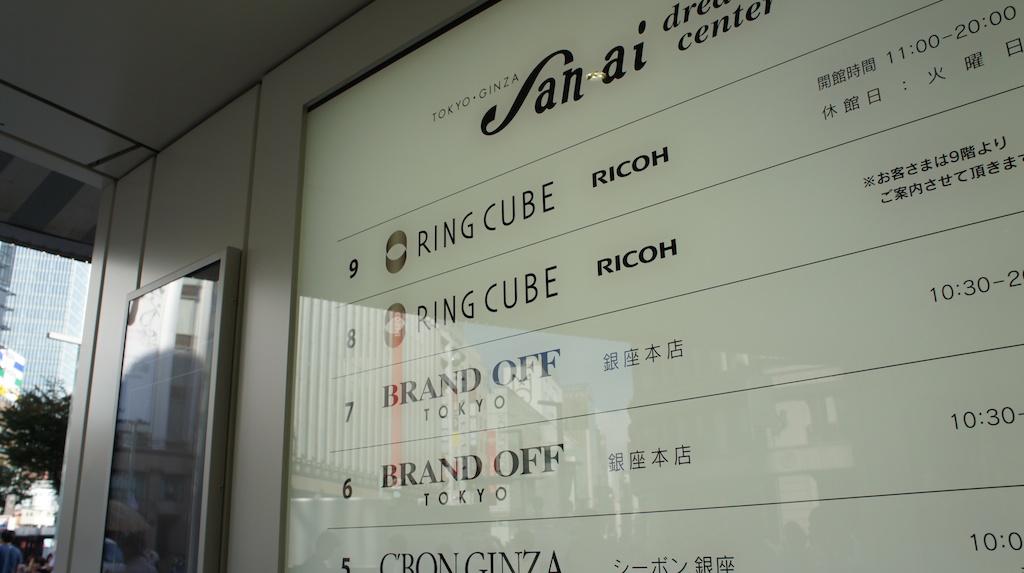 TOKYO・GINZA San-ai
center
開館時間 11:00-20:00
休館日 : 火曜日
9 RING CUBE RICOH
※お客さまは9階より
ご案内させて頂きます
8 RING CUBE RICOH
7 BRAND OFF 銀座本店 10:30-20
TOKYO
6 BRAND OFF 銀座本店 10:30-
TOKYO
5 C'BON GINZA シーボン 銀座 10:0